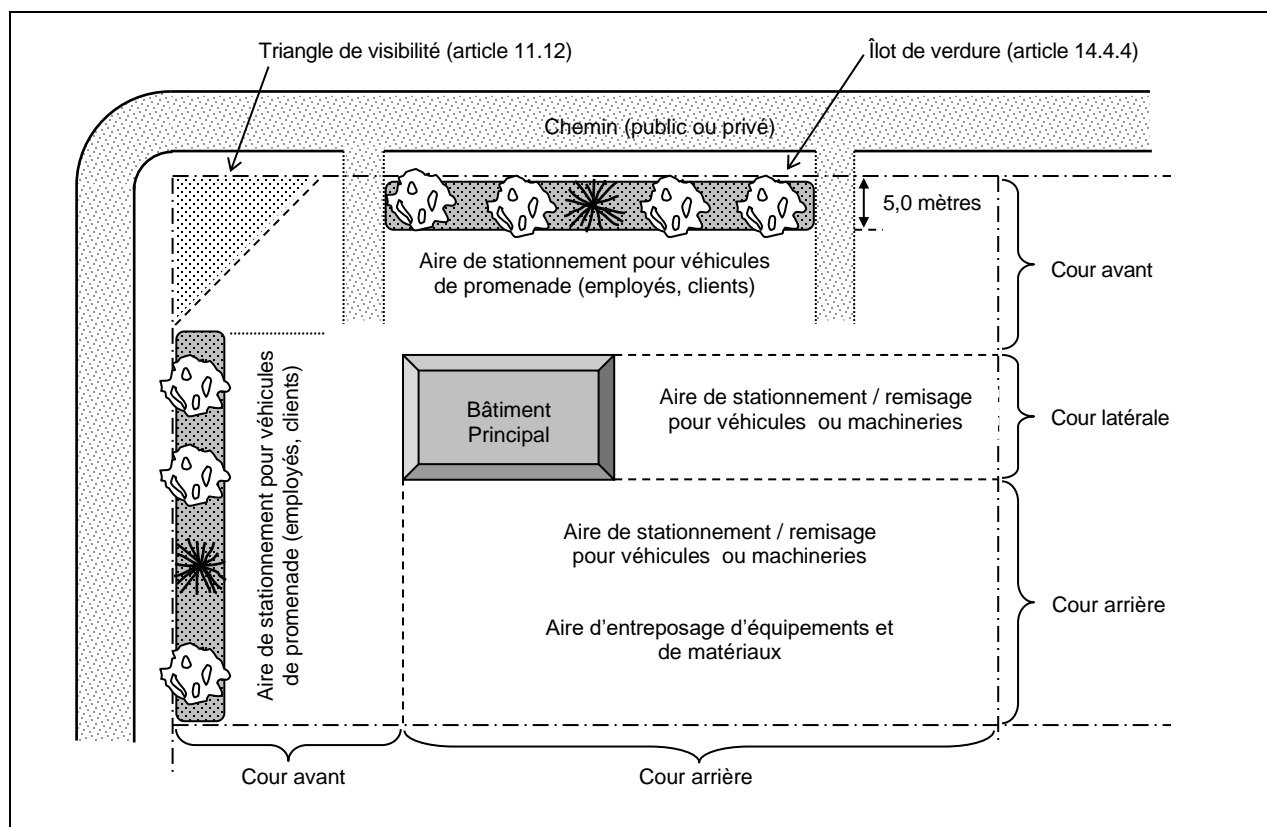 Triangle de visibilité (article 11.12)
Îlot de verdure (article 14.4.4)
Chemin (public ou privé)
5,0 mètres
Aire de stationnement pour véhicules
de promenade (employés, clients)
Cour avant
Aire de stationnement pour véhicules
de promenade (employés, clients)
Bâtiment
Principal
Aire de stationnement / remisage
pour véhicules ou machineries
Cour latérale
Aire de stationnement / remisage
pour véhicules ou machineries
Aire d’entreposage d’équipements et
de matériaux
Cour arrière
Cour avant
Cour arrière